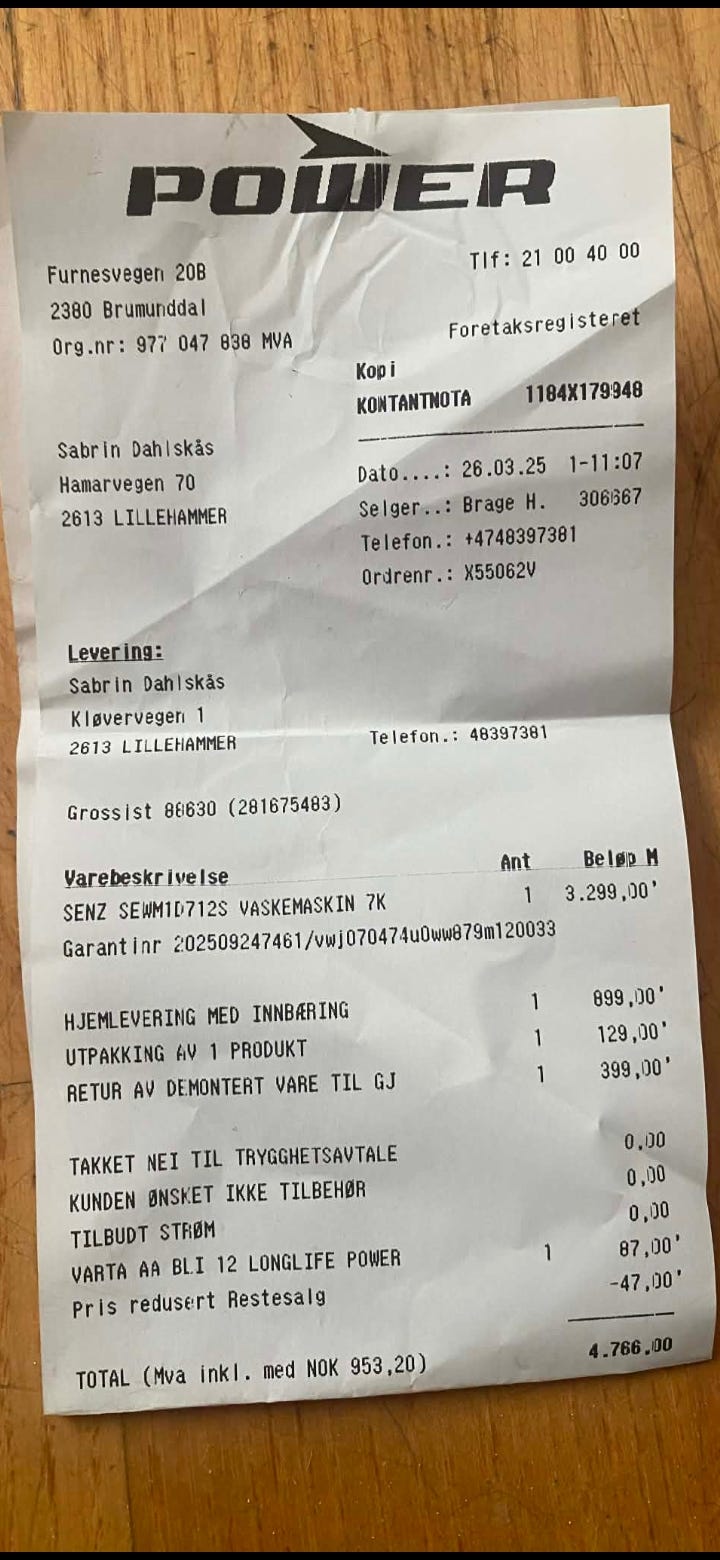 POWER
Furnesvegen 20B
Tlf: 21 00 40 00
2380 Brumunddal
Org.nr: 977 047 838 MVA
Foretaksregisteret
Kopi
KONTANTNOTA 1184X179948
Sabrin Dahlskås
Hamarvegen 70
2613 LILLEHAMMER
Dato....: 26.03.25 1-11:07
Selger..: Brage H. 306667
Telefon.: +4748397381
Ordrenr.: X55062V
Levering:
Sabrin Dahlskås
Kløvervegen 1
2613 LILLEHAMMER Telefon.: 48397381
Grossist 88630 (281675483)
Varebeskrivelse Ant Beløp M
SENZ SEWM1D712S VASKEMASKIN 7K 1 3.299,00'
Garantinr 202509247461/vwj070474u0ww879m120033
HJEMLEVERING MED INNBÆRING 1 899,00'
UTPAKKING AV 1 PRODUKT 1 129,00'
RETUR AV DEMONTERT VARE TIL GJ 1 399,00'
TAKKET NEI TIL TRYGGHETSAVTALE 0,00
KUNDEN ØNSKET IKKE TILBEHØR 0,00
TILBUDT STRØM 0,00
VARTA AA BLI 12 LONGLIFE POWER 1 87,00'
Pris redusert Restesalg -47,00'
TOTAL (Mva inkl. med NOK 953,20) 4.766,00